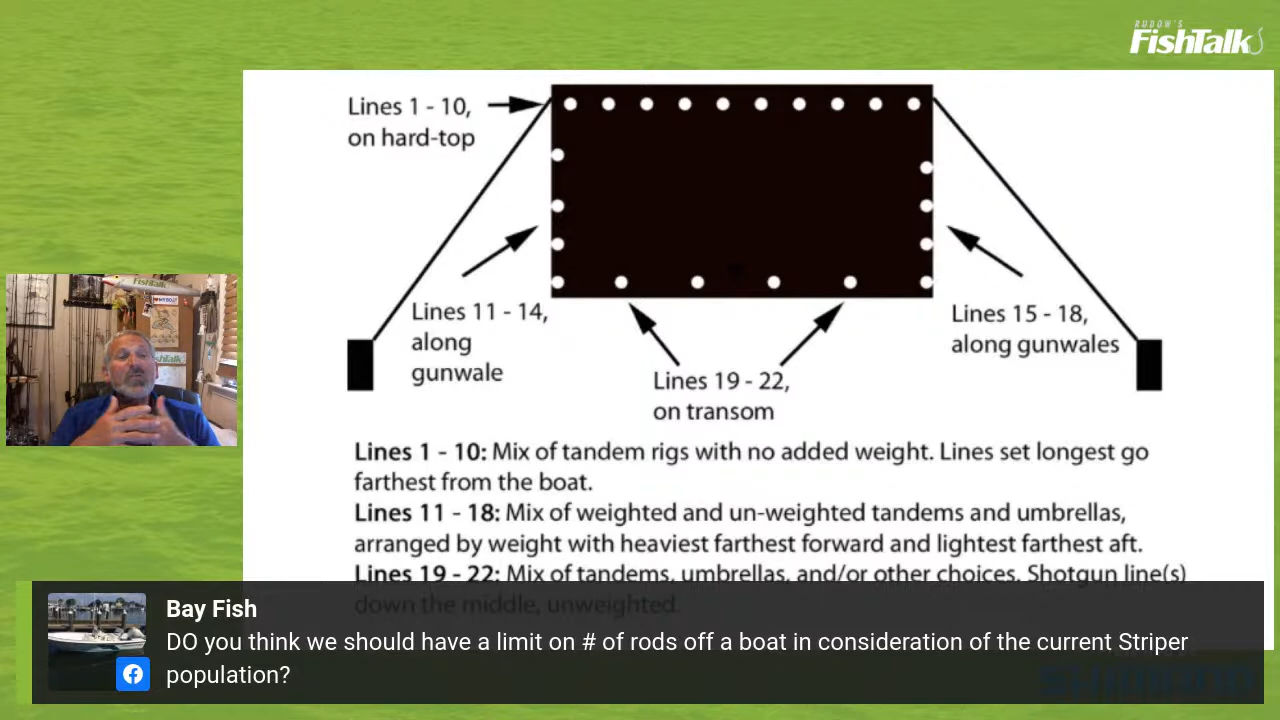 RUDOW'S
FishTalk
Lines 1 - 10,
on hard-top
Lines 11 - 14,
along
gunwale
Lines 15 - 18,
along gunwales
Lines 19 - 22,
on transom
FishTalk
FishTalk
Lines 1 - 10: Mix of tandem rigs with no added weight. Lines set longest go
farthest from the boat.
Lines 11 - 18: Mix of weighted and un-weighted tandems and umbrellas,
arranged by weight with heaviest farthest forward and lightest farthest aft.
Lines 19 - 22: Mix of tandems, umbrellas, and/or other choices. Shotgun line(s)
down the middle, unweighted.
Bay Fish
DO you think we should have a limit on # of rods off a boat in consideration of the current Striper
population?